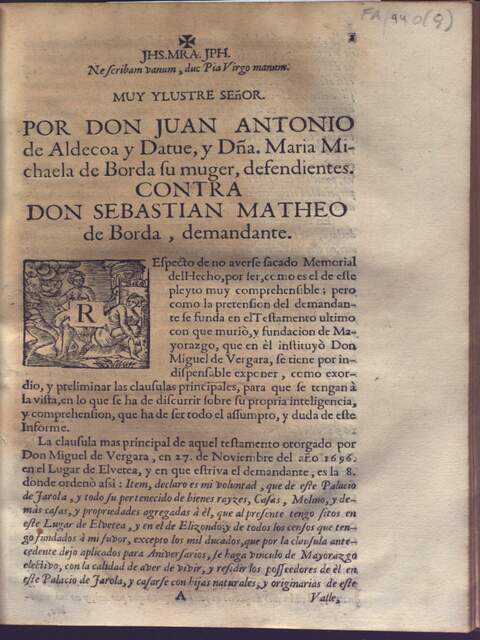 FA/940(9)
JHS.MRA.JPH.
Ne scribam vanum, duc Pia Virgo manum.
MUY YLUSTRE SEñOR.
POR DON JUAN ANTONIO
de Aldecoa y Datue, y Dña. Maria Mi-
chaela de Borda su muger, defendientes.
CONTRA
DON SEBASTIAN MATHEO
de Borda, demandante.
REspecto de no averse sacado Memorial
del Hecho, por ser, como es el de este
pleyto muy comprehensible; pero
como la pretension del demandan-
te se funda en el Testamento ultimo
con que muriò, y fundacion de Ma-
yorazgo, que en èl instituyò Don
Miguel de Vergara, se tiene por in-
dispensable exponer, como exor-
dio, y preliminar las clausulas principales, para que se tengan à
la vista, en lo que se ha de discurrir sobre su propria inteligencia,
y comprehension, que ha de ser todo el assumpto, y duda de este
Informe.
La clausula mas principal de aquel testamento otorgado por
Don Miguel de Vergara, en 27. de Noviembre del año 1696.
en el Lugar de Elvetea, y en que estriva el demandante, es la 8.
donde ordenò assi: Item, declaro es mi voluntad, que de este Palacio
de Jarola, y todo su pertenecido de bienes rayzes, Casas, Molino, y de-
màs casas, y propriedades agregadas à èl, que al presente tengo sitos en
este Lugar de Elvetea, y en el de Elizondo; y de todos los censos que ten-
go fundados à mi favor, excepto los mil ducados, que por la clausula ante-
cedente dejo aplicados para Aniversarios, se haga vinculo de Mayorazgo
electivo, con la calidad de aver de vivir, y residir los possedores de èl en
este Palacio de Jarola, y casarse con hijas naturales, y originarias de este
A Valle,